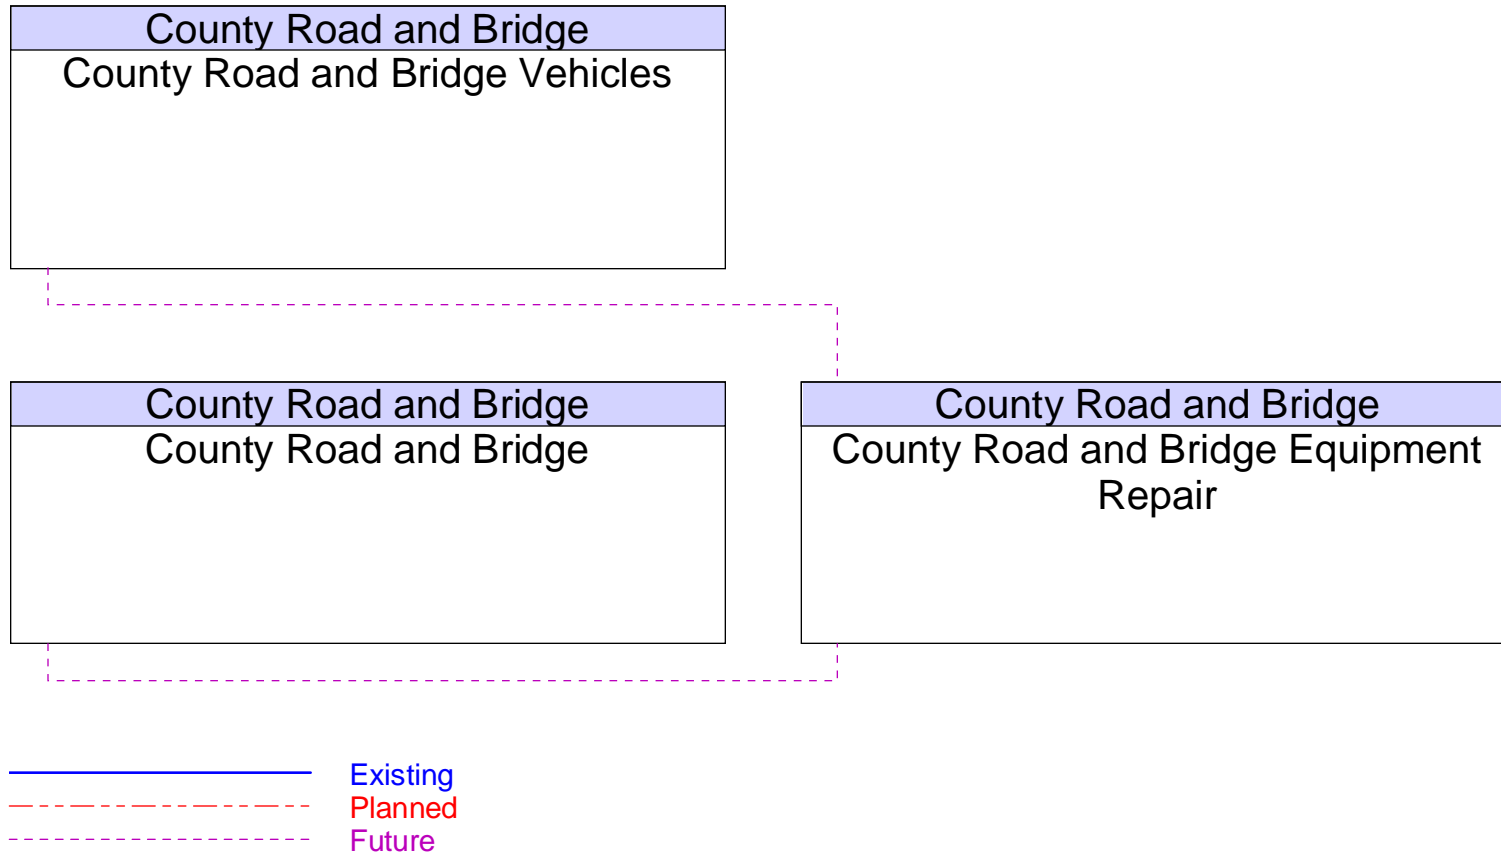 County Road and Bridge
County Road and Bridge Vehicles
County Road and Bridge
County Road and Bridge
County Road and Bridge
County Road and Bridge Equipment
Repair
Existing
Planned
Future